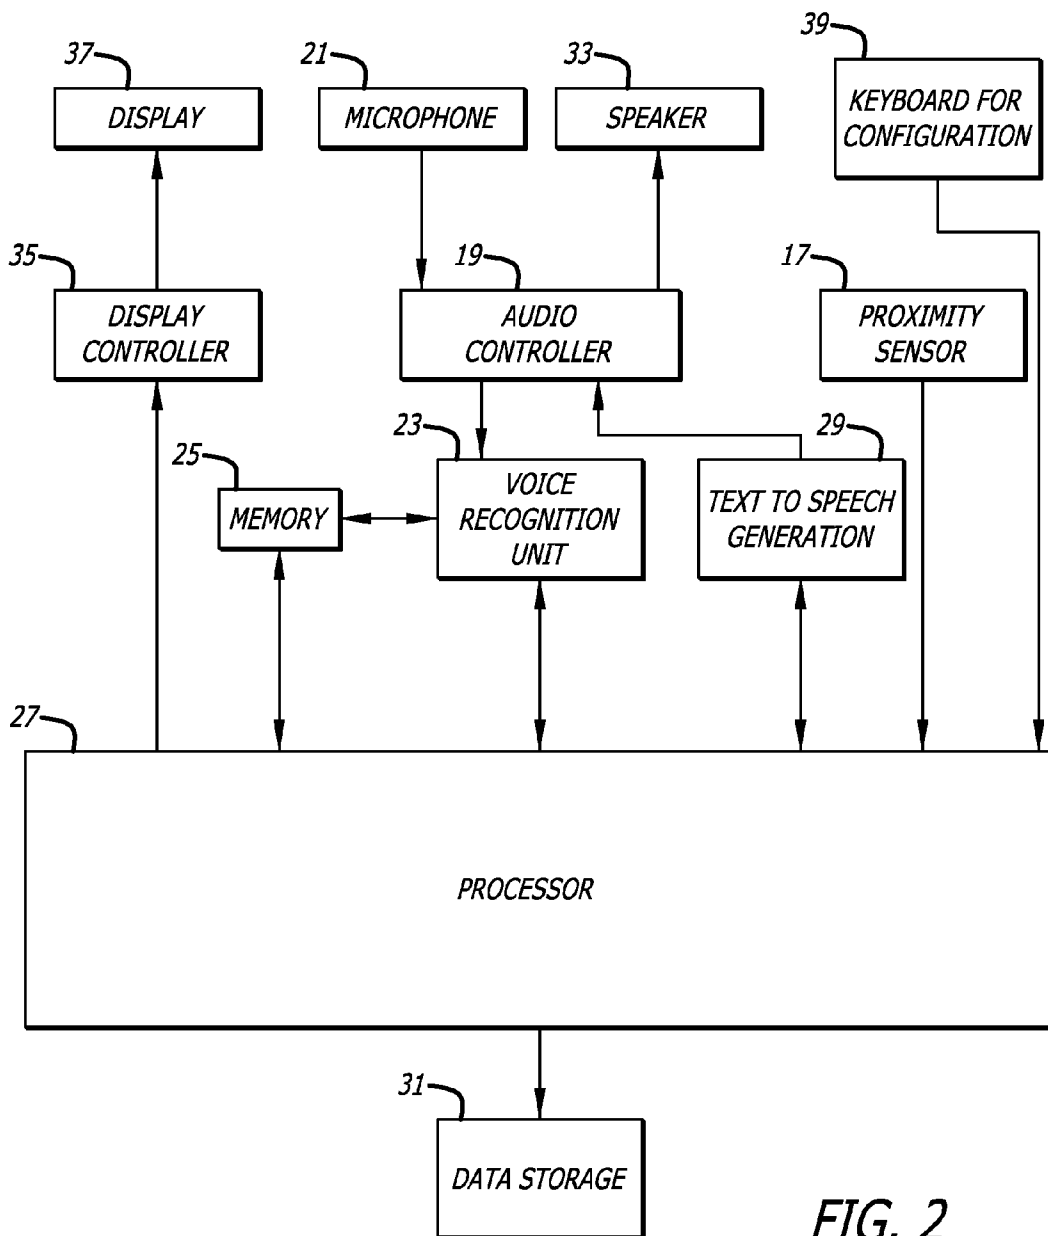 37
21
33
39
DISPLAY
MICROPHONE
SPEAKER
KEYBOARD FOR
CONFIGURATION
35
19
17
DISPLAY
CONTROLLER
AUDIO
CONTROLLER
PROXIMITY
SENSOR
25
23
29
MEMORY
VOICE
RECOGNITION
UNIT
TEXT TO SPEECH
GENERATION
27
PROCESSOR
31
DATA STORAGE
FIG. 2